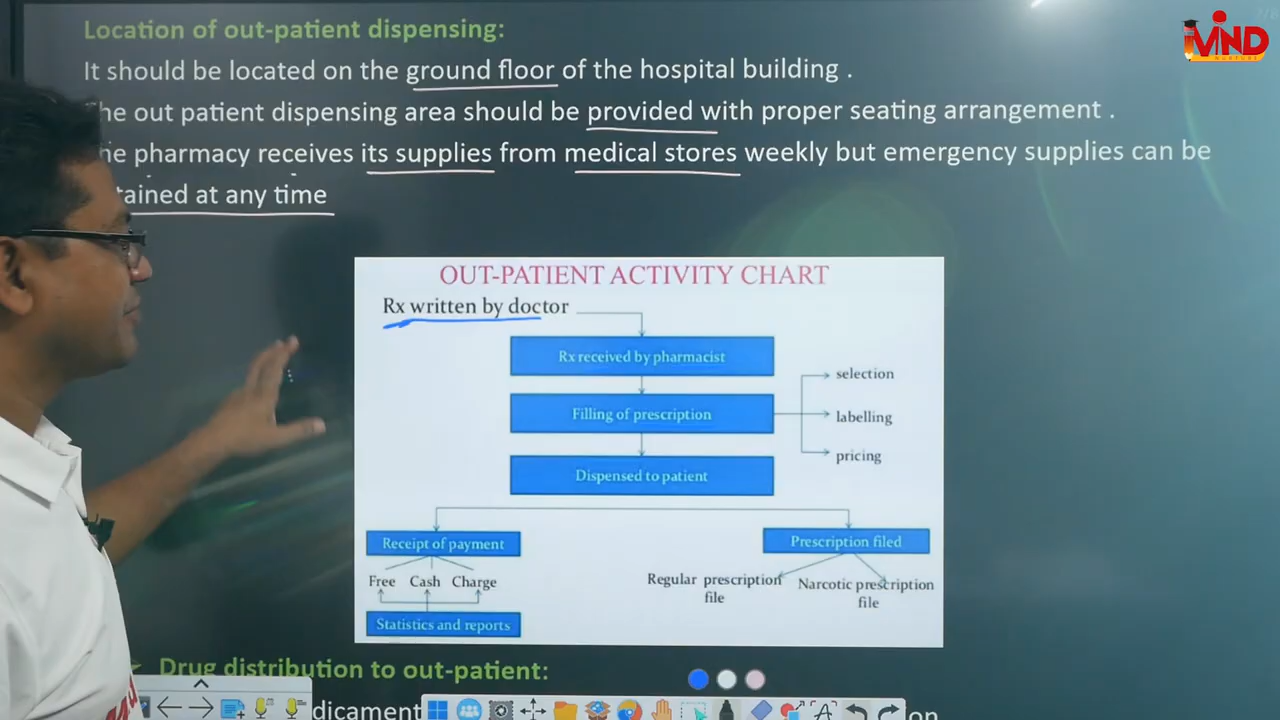 Location of out-patient dispensing:
It should be located on the ground floor of the hospital building .
he out patient dispensing area should be provided with proper seating arrangement .
he pharmacy receives its supplies from medical stores weekly but emergency supplies can be
tained at any time
OUT-PATIENT ACTIVITY CHART
Rx written by doctor
Rx received by pharmacist
Filling of prescription
selection
labelling
pricing
Dispensed to patient
Receipt of payment
Prescription filed
Free Cash Charge
Regular prescription
file
Narcotic prescription
file
Statistics and reports
Drug distribution to out-patient:
dicament
on
MIND